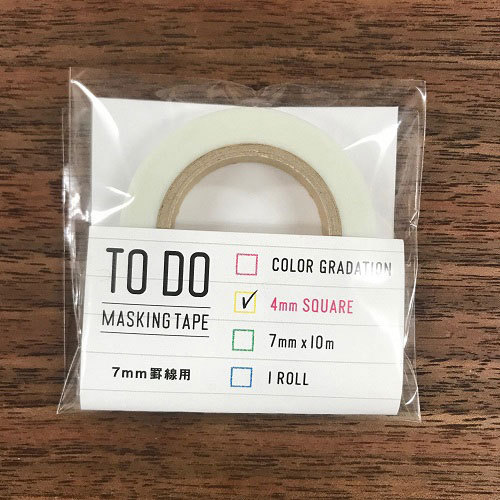 TO DO
MASKING TAPE
7mm罫線用
COLOR GRADATION
4mm SQUARE
7mm x 10m
1 ROLL